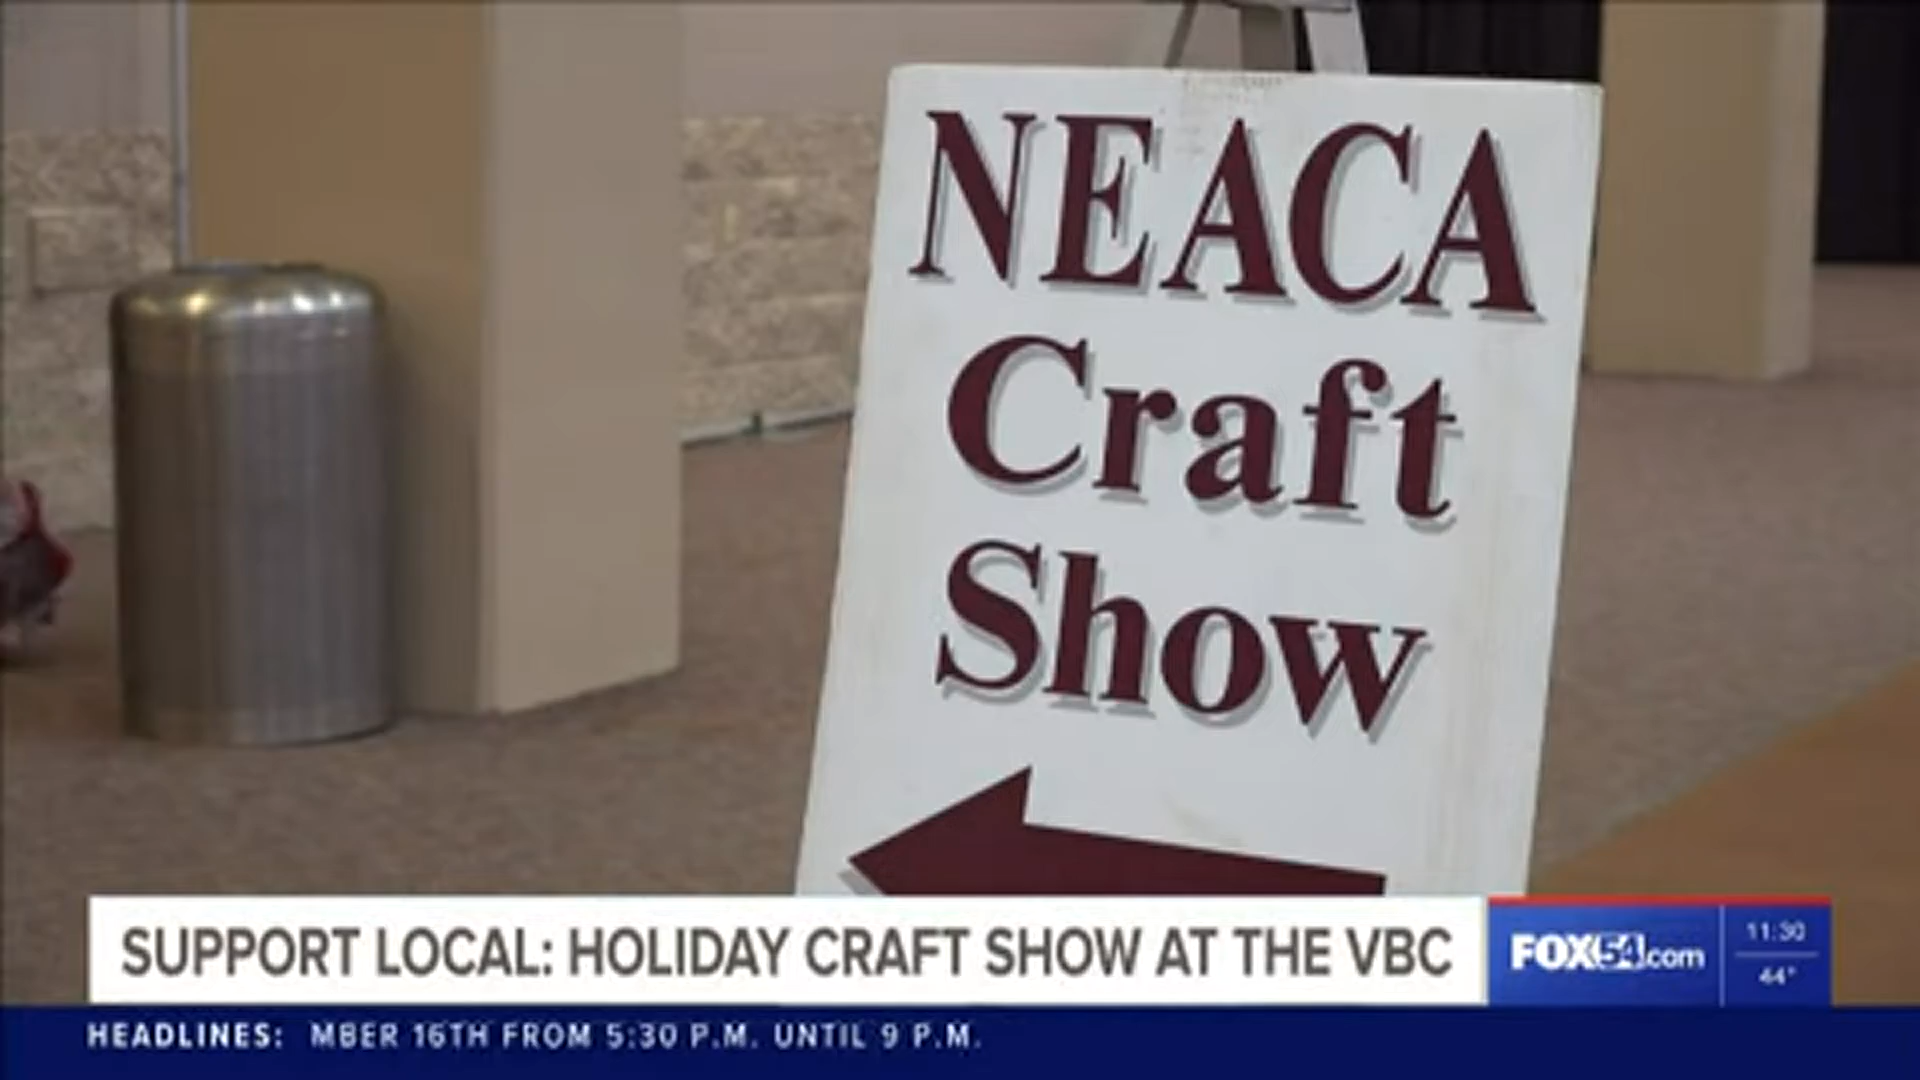 NEACA
Craft
Show
SUPPORT LOCAL: HOLIDAY CRAFT SHOW AT THE VBC
FOX54.com
11:30
44°
HEADLINES: MBER 16TH FROM 5:30 P.M. UNTIL 9 P.M.